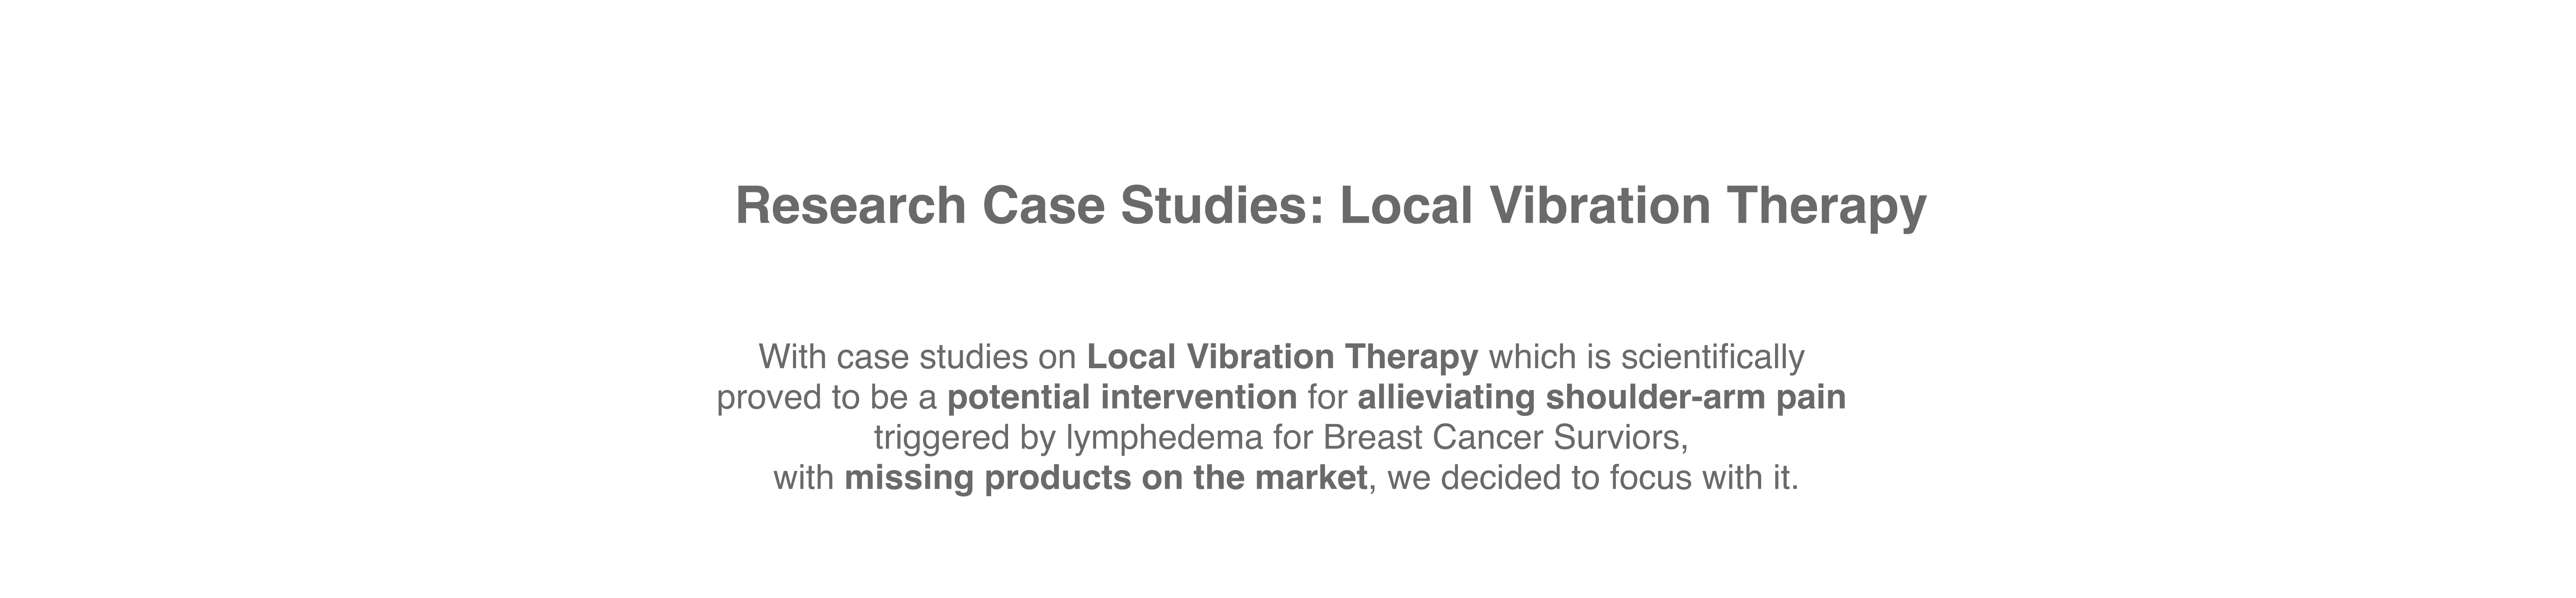 Research Case Studies: Local Vibration Therapy
With case studies on Local Vibration Therapy which is scientifically
proved to be a potential intervention for allieviating shoulder-arm pain
triggered by lymphedema for Breast Cancer Surviors,
with missing products on the market, we decided to focus with it.